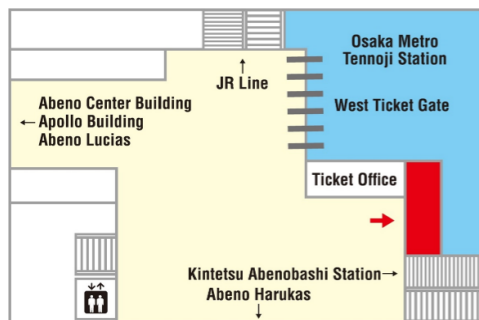 Osaka Metro
Tennoji Station
JR Line
West Ticket Gate
Abeno Center Building
Apollo Building
Abeno Lucias
Ticket Office
Kintetsu Abenobashi Station
Abeno Harukas